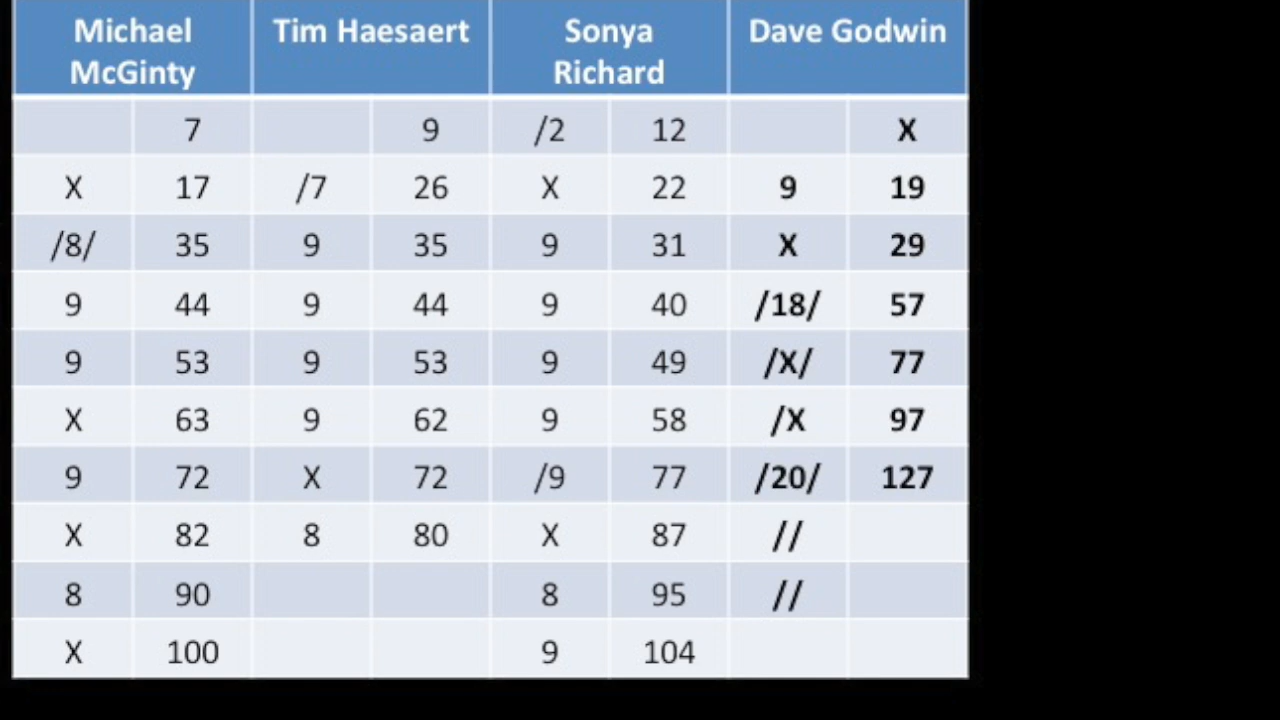 Michael McGinty Tim Haesaert Sonya Richard Dave Godwin
7 9 /2 12 X
X 17 /7 26 X 22 9 19
/8/ 35 9 35 9 31 X 29
9 44 9 44 9 40 /18/ 57
9 53 9 53 9 49 /X/ 77
X 63 9 62 9 58 /X 97
9 72 X 72 /9 77 /20/ 127
X 82 8 80 X 87 //
8 90 8 95 //
X 100 9 104